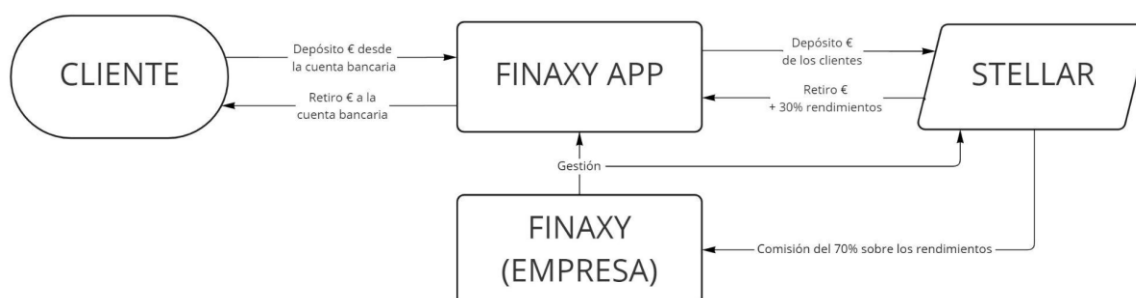 CLIENTE
Depósito € desde
la cuenta bancaria
Retiro € a la
cuenta bancaria
FINAXY APP
Depósito €
de los clientes
Retiro €
+ 30% rendimientos
STELLAR
Gestión
FINAXY
(EMPRESA)
Comisión del 70% sobre los rendimientos